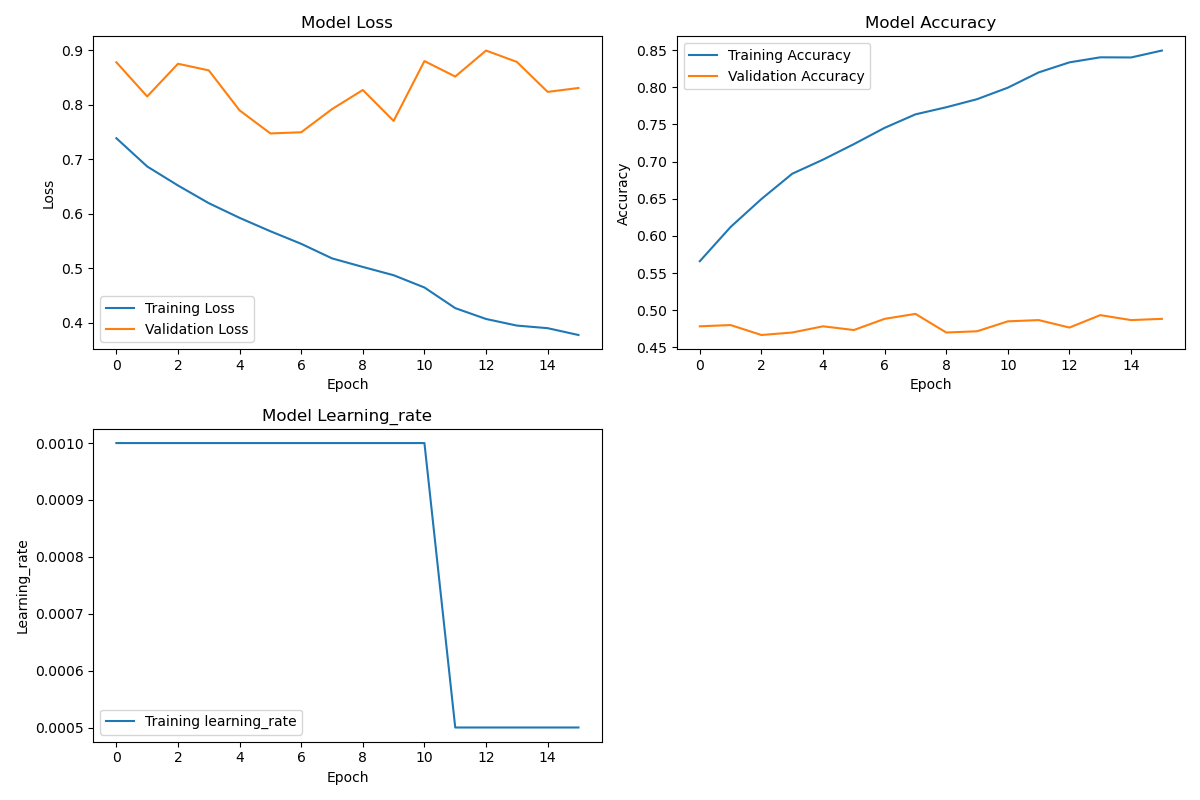 Model Loss
0.9
0.8
0.7
0.6
0.5
0.4
Loss
Training Loss
Validation Loss
0 2 4 6 8 10 12 14
Epoch
Model Accuracy
0.85
0.80
0.75
0.70
0.65
0.60
0.55
0.50
0.45
Accuracy
Training Accuracy
Validation Accuracy
0 2 4 6 8 10 12 14
Epoch
Model Learning_rate
0.0010
0.0009
0.0008
0.0007
0.0006
0.0005
Learning_rate
Training learning_rate
0 2 4 6 8 10 12 14
Epoch